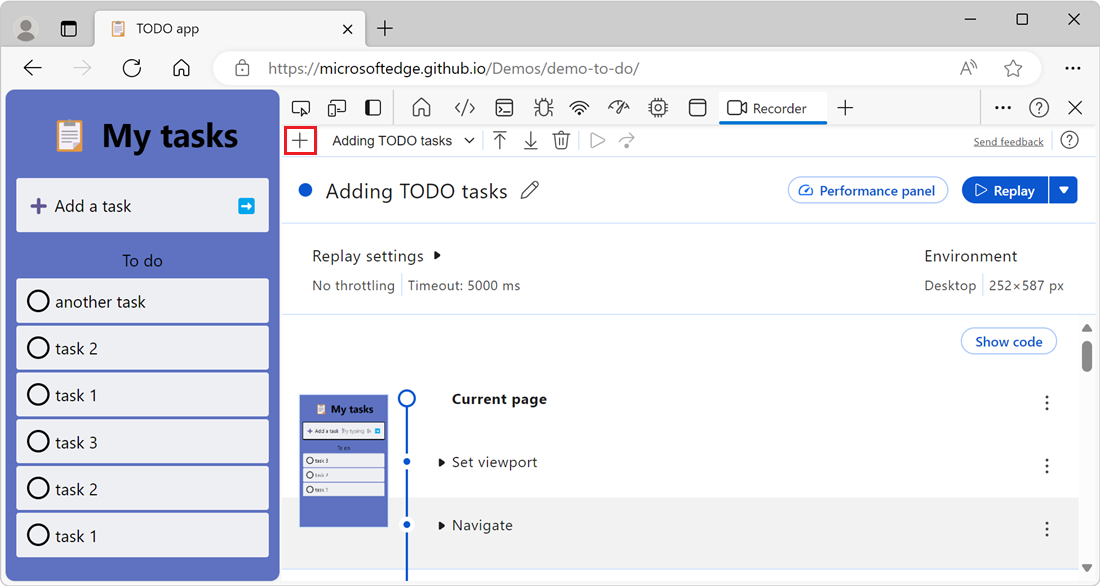 TODO app
https://microsoftedge.github.io/Demos/demo-to-do/
Recorder
Adding TODO tasks
Send feedback
My tasks
Adding TODO tasks
Performance panel
Replay
Add a task
To do
another task
task 2
task 1
task 3
task 2
task 1
Replay settings
Environment
No throttling
Timeout: 5000 ms
Desktop
252×587 px
Show code
Current page
Set viewport
Navigate
My tasks
Add a task
To do
task 3
task 2
task 1